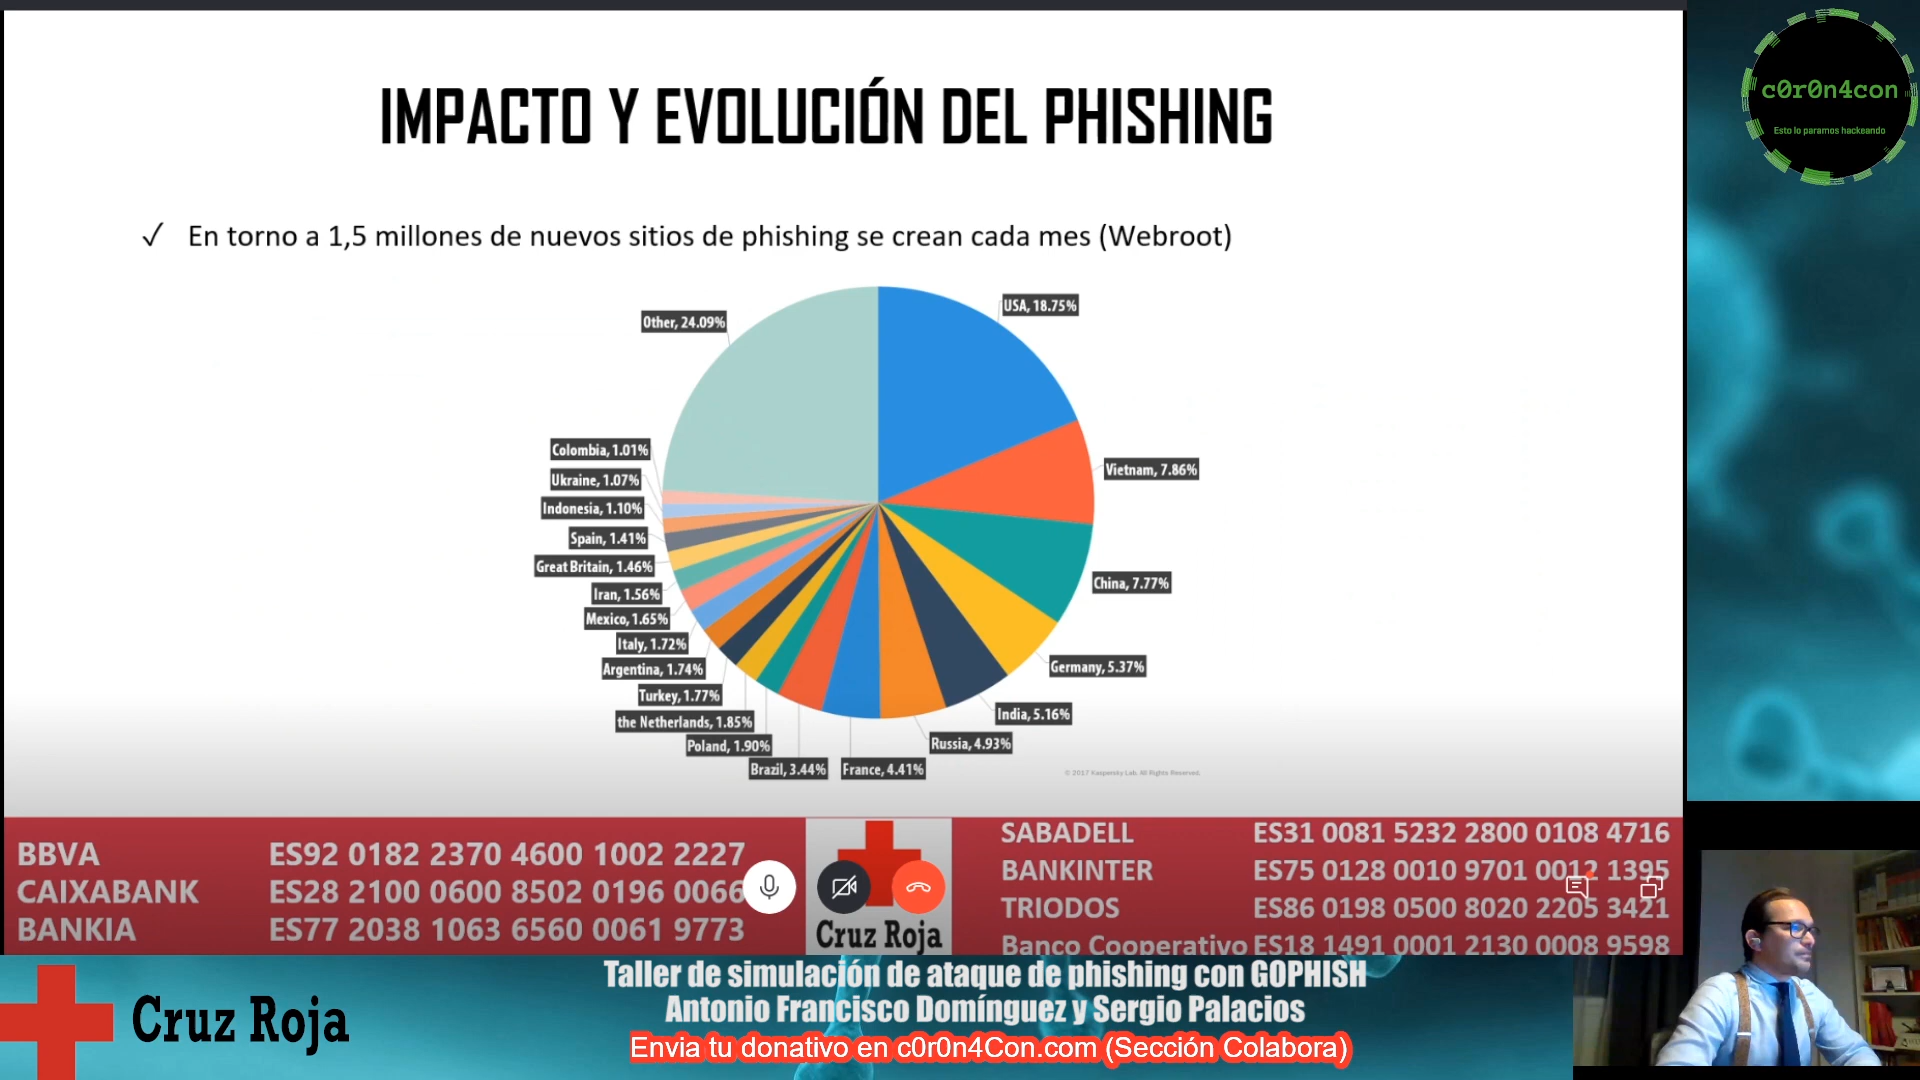 c0r0n4con
Esto lo paramos hackeando
IMPACTO Y EVOLUCIÓN DEL PHISHING
✓ En torno a 1,5 millones de nuevos sitios de phishing se crean cada mes (Webroot)
USA, 18.75%
Other, 24.09%
Colombia, 1.01%
Vietnam, 7.86%
Ukraine, 1.07%
Indonesia, 1.10%
Spain, 1.41%
Great Britain, 1.46%
China, 7.77%
Iran, 1.56%
Mexico, 1.65%
Italy, 1.72%
Germany, 5.37%
Argentina, 1.74%
Turkey, 1.77%
India, 5.16%
the Netherlands, 1.85%
Russia, 4.93%
Poland, 1.90%
Brazil, 3.44%
France, 4.41%
© 2017 Kaspersky Lab. All Rights Reserved.
BBVA ES92 0182 2370 4600 1002 2227
CAIXABANK ES28 2100 0600 8502 0196 0066
BANKIA ES77 2038 1063 6560 0061 9773
Cruz Roja
SABADELL ES31 0081 5232 2800 0108 4716
BANKINTER ES75 0128 0010 9701 0012 1395
TRIODOS ES86 0198 0500 8020 2205 3421
Banco Cooperativo ES18 1491 0001 2130 0008 9598
Cruz Roja
Taller de simulación de ataque de phishing con GOPHISH
Antonio Francisco Domínguez y Sergio Palacios
Envia tu donativo en c0r0n4Con.com (Sección Colabora)